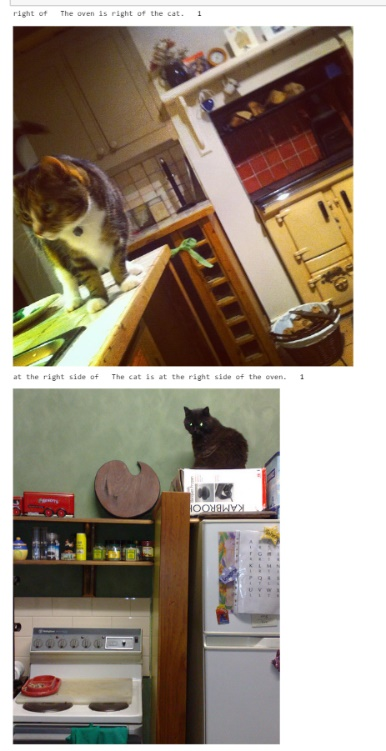 right of   The oven is right of the cat.   1
at the right side of   The cat is at the right side of the oven.   1
KAMBROOK